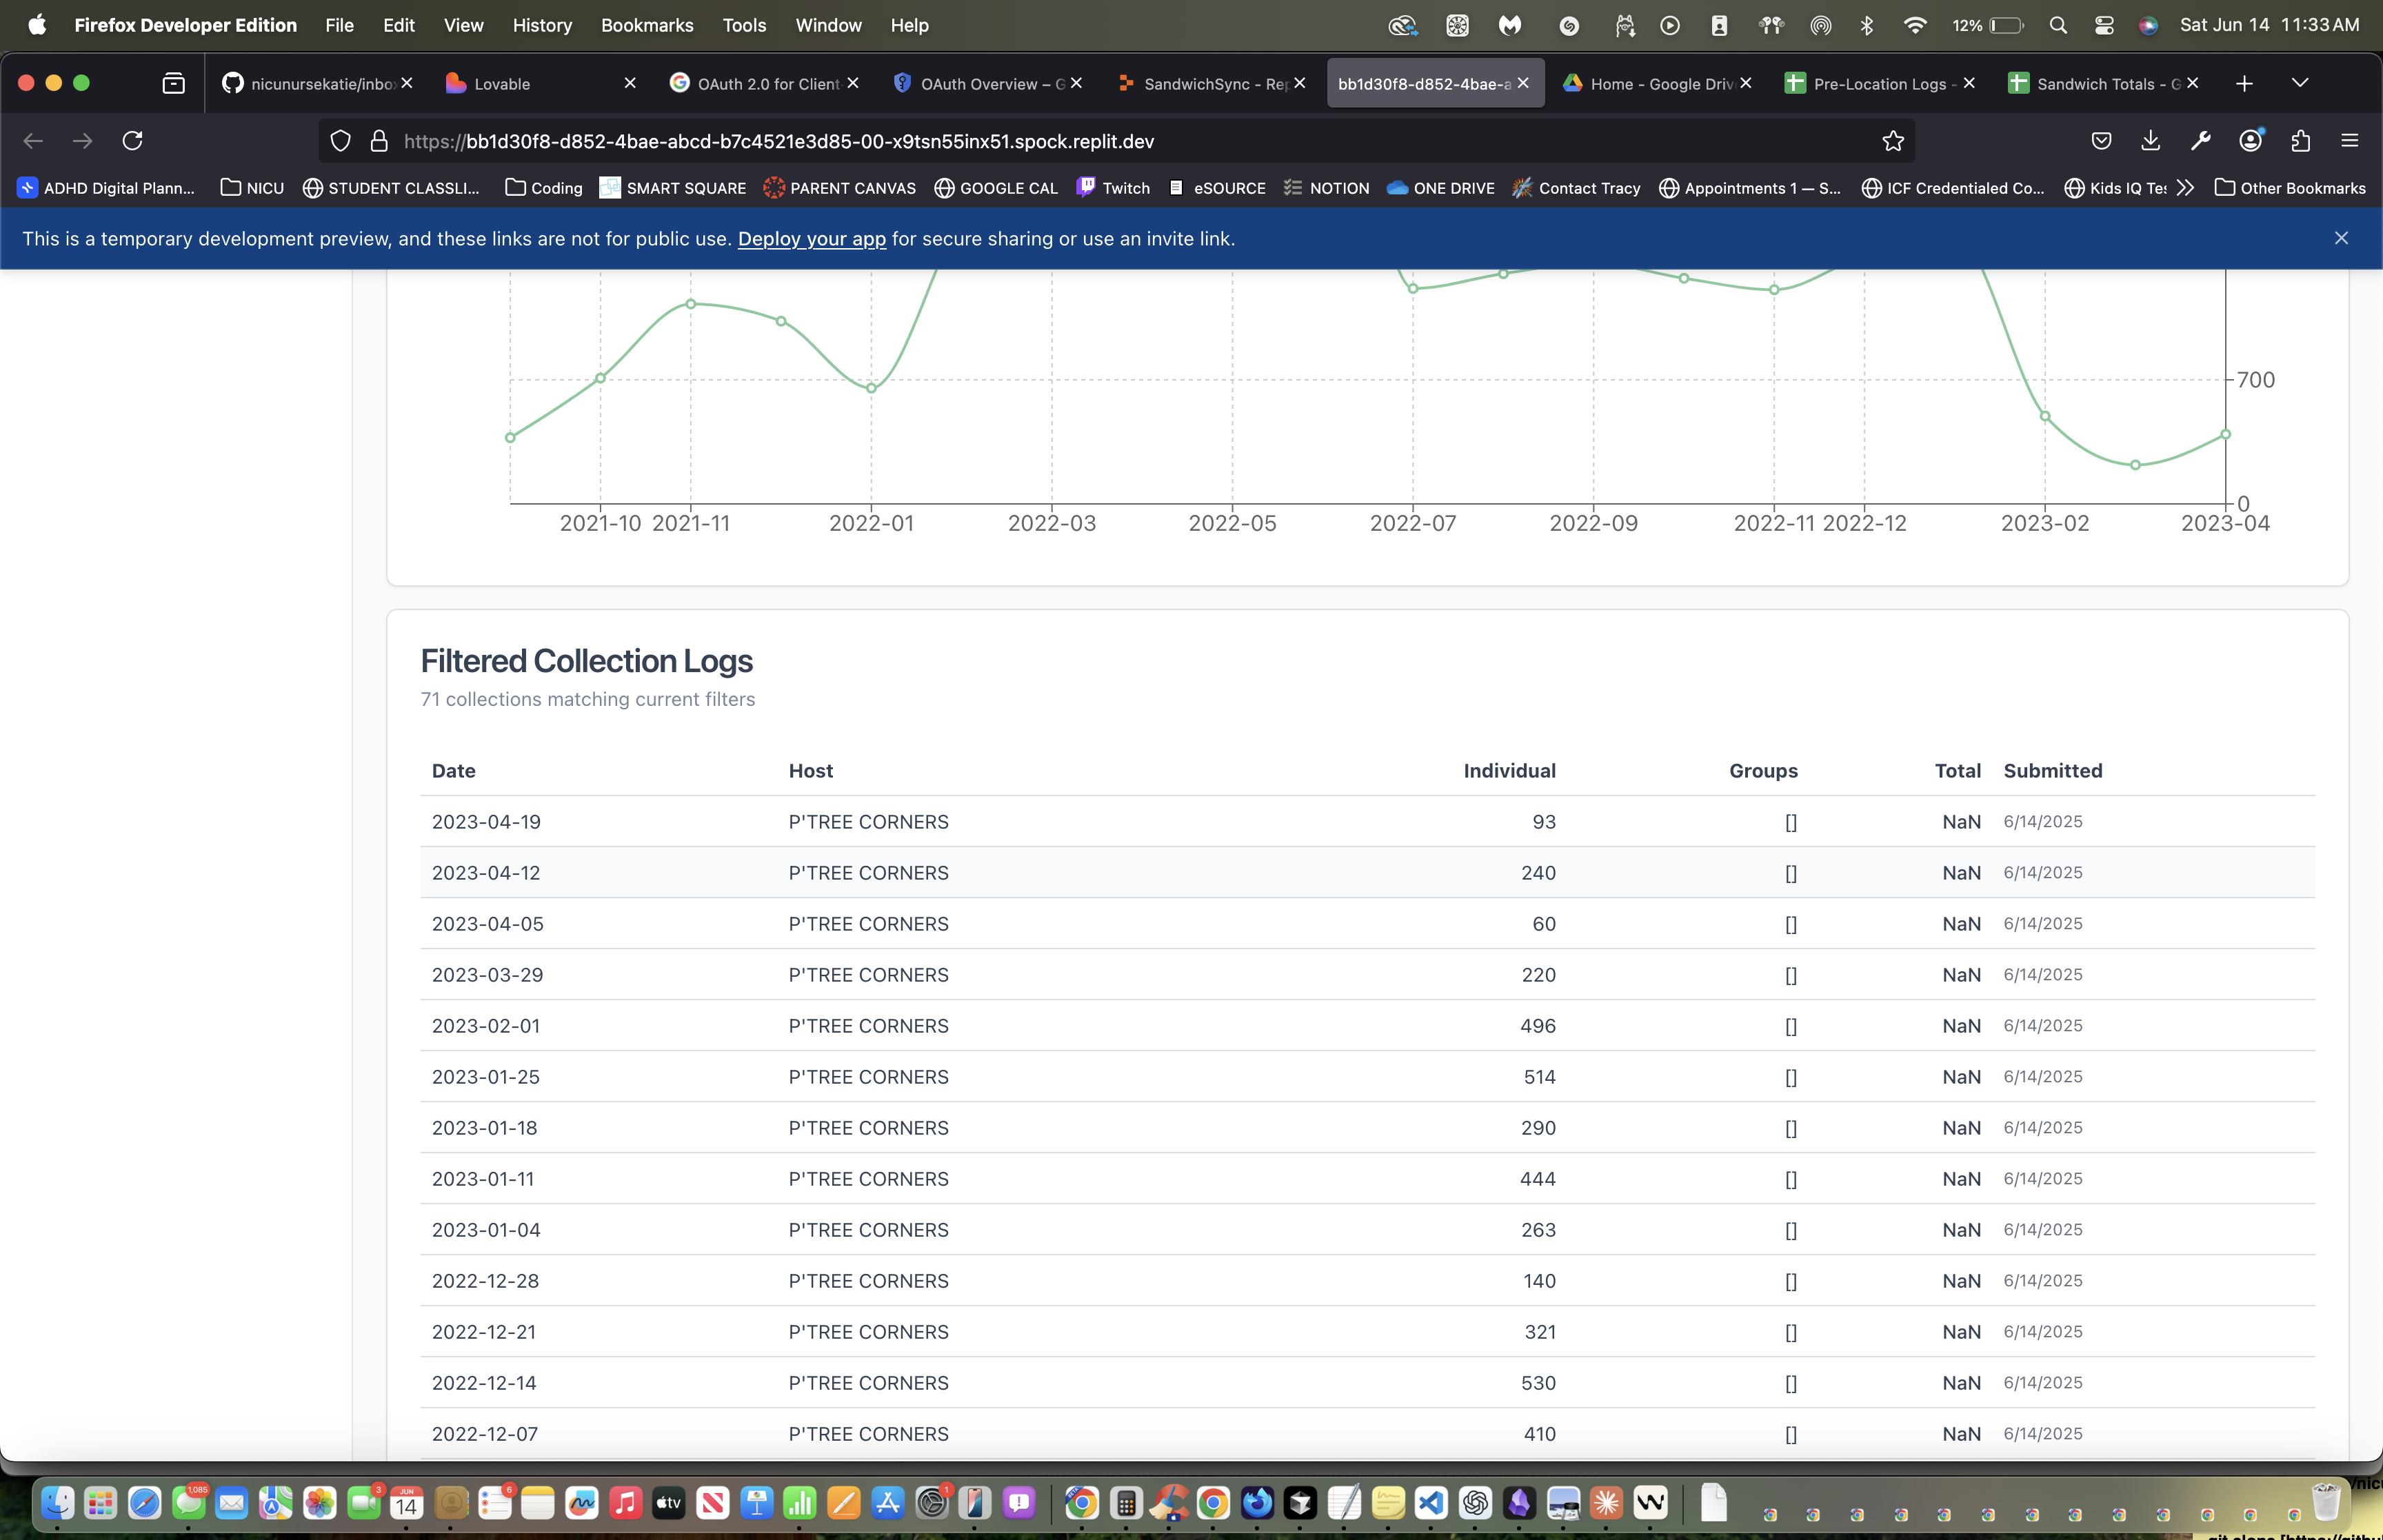 Firefox Developer Edition File Edit View History Bookmarks Tools Window Help 12% Sat Jun 14 11:33 AM
nicunursekatie/inbo Lovable OAuth 2.0 for Client OAuth Overview – G SandwichSync - Rep bb1d30f8-d852-4bae-a Home - Google Driv Pre-Location Logs - Sandwich Totals - G
https://bb1d30f8-d852-4bae-abcd-b7c4521e3d85-00-x9tsn55inx51.spock.replit.dev
ADHD Digital Plann... NICU STUDENT CLASSLI... Coding SMART SQUARE PARENT CANVAS GOOGLE CAL Twitch eSOURCE NOTION ONE DRIVE Contact Tracy Appointments 1 — S... ICF Credentialed Co... Kids IQ Tes Other Bookmarks
This is a temporary development preview, and these links are not for public use. Deploy your app for secure sharing or use an invite link.
700
0
2021-10 2021-11 2022-01 2022-03 2022-05 2022-07 2022-09 2022-11 2022-12 2023-02 2023-04
Filtered Collection Logs
71 collections matching current filters
Date Host Individual Groups Total Submitted
2023-04-19 P'TREE CORNERS 93 [] NaN 6/14/2025
2023-04-12 P'TREE CORNERS 240 [] NaN 6/14/2025
2023-04-05 P'TREE CORNERS 60 [] NaN 6/14/2025
2023-03-29 P'TREE CORNERS 220 [] NaN 6/14/2025
2023-02-01 P'TREE CORNERS 496 [] NaN 6/14/2025
2023-01-25 P'TREE CORNERS 514 [] NaN 6/14/2025
2023-01-18 P'TREE CORNERS 290 [] NaN 6/14/2025
2023-01-11 P'TREE CORNERS 444 [] NaN 6/14/2025
2023-01-04 P'TREE CORNERS 263 [] NaN 6/14/2025
2022-12-28 P'TREE CORNERS 140 [] NaN 6/14/2025
2022-12-21 P'TREE CORNERS 321 [] NaN 6/14/2025
2022-12-14 P'TREE CORNERS 530 [] NaN 6/14/2025
2022-12-07 P'TREE CORNERS 410 [] NaN 6/14/2025
/nicu
1,085 3 JUN 14 6 tv 1